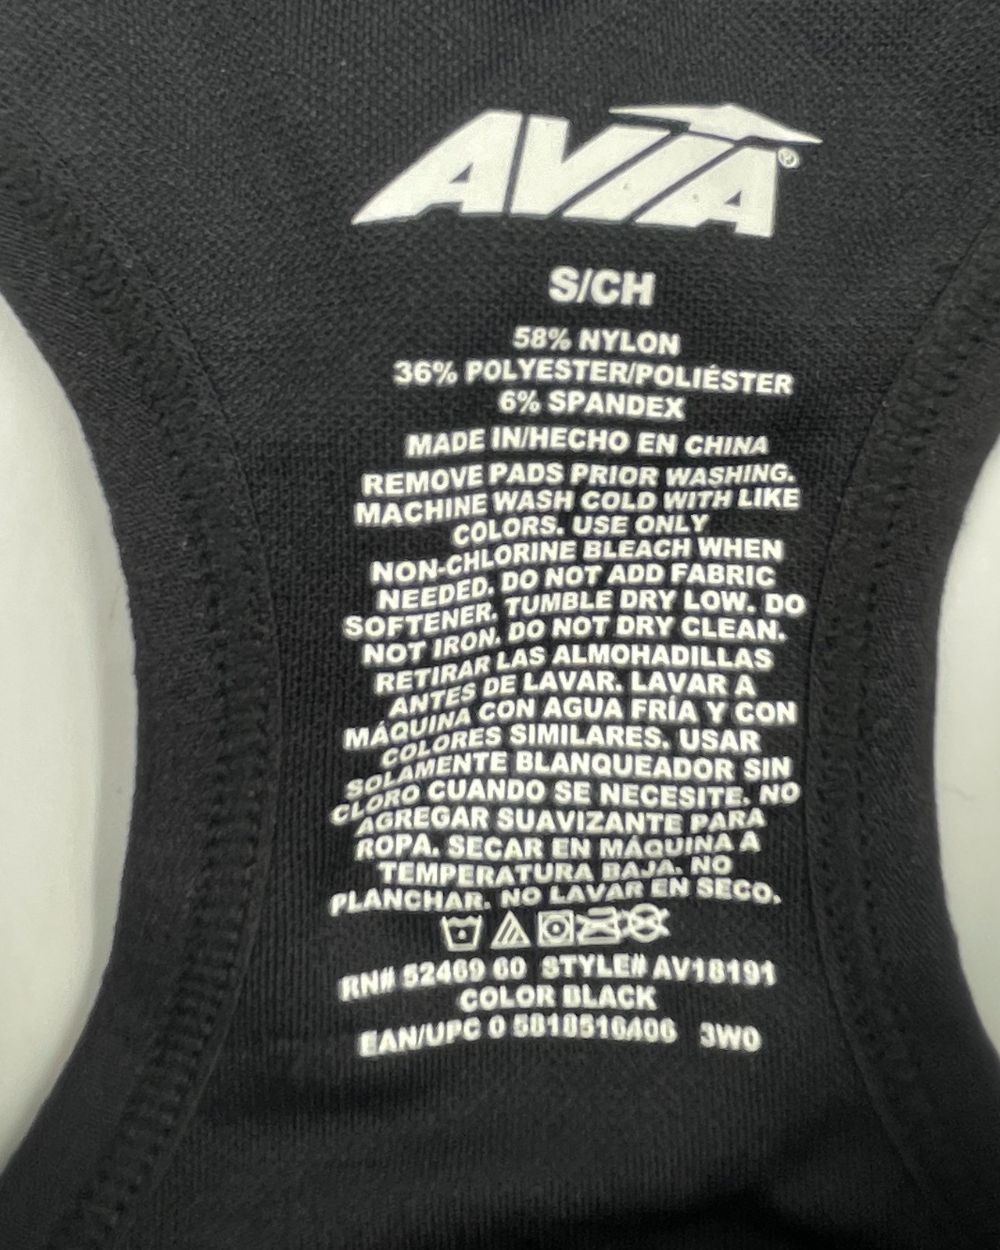 AVIA®
S/CH
58% NYLON
36% POLYESTER/POLIÉSTER
6% SPANDEX
MADE IN/HECHO EN CHINA
REMOVE PADS PRIOR WASHING.
MACHINE WASH COLD WITH LIKE
COLORS. USE ONLY
NON-CHLORINE BLEACH WHEN
NEEDED. DO NOT ADD FABRIC
SOFTENER. TUMBLE DRY LOW. DO
NOT IRON. DO NOT DRY CLEAN.
RETIRAR LAS ALMOHADILLAS
ANTES DE LAVAR. LAVAR A
MÁQUINA CON AGUA FRÍA Y CON
COLORES SIMILARES. USAR
SOLAMENTE BLANQUEADOR SIN
CLORO CUANDO SE NECESITE. NO
AGREGAR SUAVIZANTE PARA
ROPA. SECAR EN MÁQUINA A
TEMPERATURA BAJA. NO
PLANCHAR. NO LAVAR EN SECO.
RN# 52469 60 STYLE# AV18191
COLOR BLACK
EAN/UPC 0 5818516406 3W0